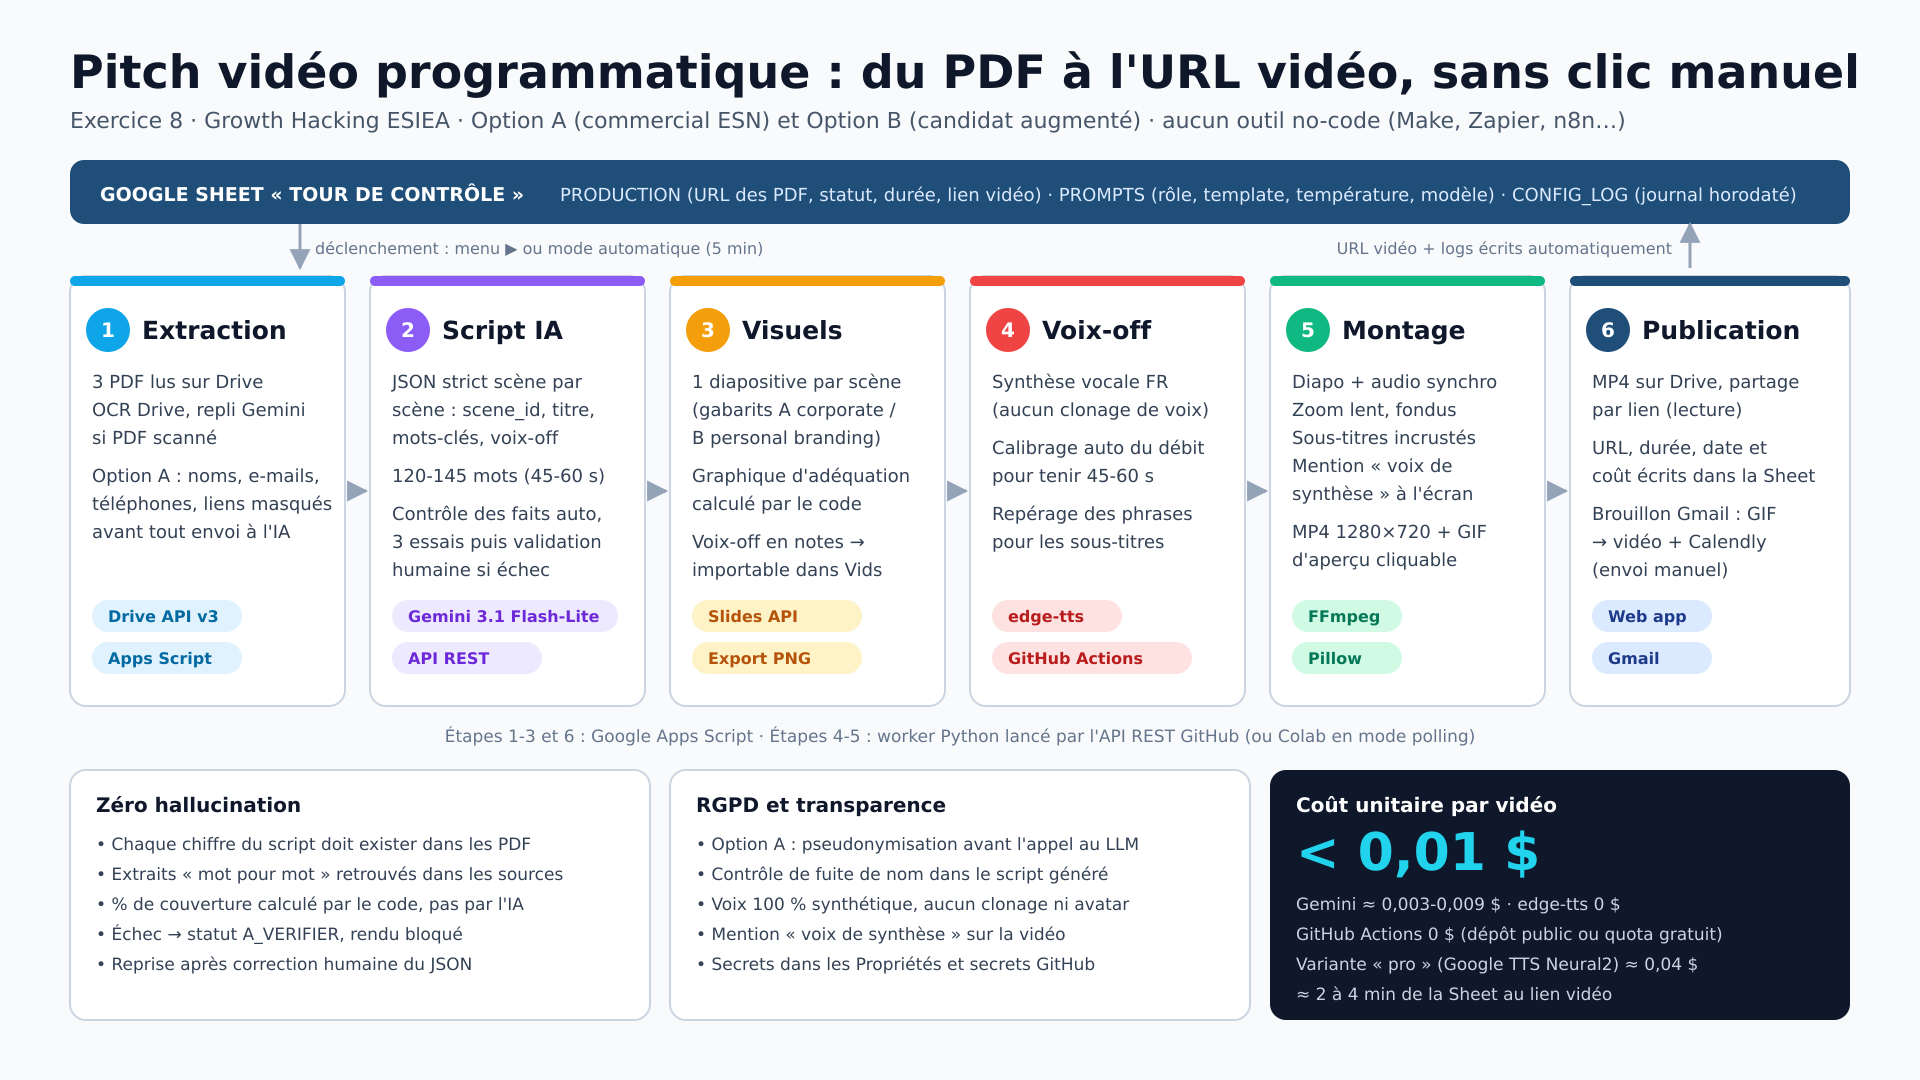 Pitch vidéo programmatique : du PDF à l'URL vidéo, sans clic manuel
Exercice 8 · Growth Hacking ESIEA · Option A (commercial ESN) et Option B (candidat augmenté) · aucun outil no-code (Make, Zapier, n8n…)
GOOGLE SHEET « TOUR DE CONTRÔLE » PRODUCTION (URL des PDF, statut, durée, lien vidéo) · PROMPTS (rôle, template, température, modèle) · CONFIG_LOG (journal horodaté)
déclenchement : menu ▶ ou mode automatique (5 min)
URL vidéo + logs écrits automatiquement
1 Extraction
3 PDF lus sur Drive
OCR Drive, repli Gemini
si PDF scanné
Option A : noms, e-mails,
téléphones, liens masqués
avant tout envoi à l'IA
Drive API v3
Apps Script
2 Script IA
JSON strict scène par
scène : scene_id, titre,
mots-clés, voix-off
120-145 mots (45-60 s)
Contrôle des faits auto,
3 essais puis validation
humaine si échec
Gemini 3.1 Flash-Lite
API REST
3 Visuels
1 diapositive par scène
(gabarits A corporate /
B personal branding)
Graphique d'adéquation
calculé par le code
Voix-off en notes →
importable dans Vids
Slides API
Export PNG
4 Voix-off
Synthèse vocale FR
(aucun clonage de voix)
Calibrage auto du débit
pour tenir 45-60 s
Repérage des phrases
pour les sous-titres
edge-tts
GitHub Actions
5 Montage
Diapo + audio synchro
Zoom lent, fondus
Sous-titres incrustés
Mention « voix de
synthèse » à l'écran
MP4 1280×720 + GIF
d'aperçu cliquable
FFmpeg
Pillow
6 Publication
MP4 sur Drive, partage
par lien (lecture)
URL, durée, date et
coût écrits dans la Sheet
Brouillon Gmail : GIF
→ vidéo + Calendly
(envoi manuel)
Web app
Gmail
Étapes 1-3 et 6 : Google Apps Script · Étapes 4-5 : worker Python lancé par l'API REST GitHub (ou Colab en mode polling)
Zéro hallucination
• Chaque chiffre du script doit exister dans les PDF
• Extraits « mot pour mot » retrouvés dans les sources
• % de couverture calculé par le code, pas par l'IA
• Échec → statut A_VERIFIER, rendu bloqué
• Reprise après correction humaine du JSON
RGPD et transparence
• Option A : pseudonymisation avant l'appel au LLM
• Contrôle de fuite de nom dans le script généré
• Voix 100 % synthétique, aucun clonage ni avatar
• Mention « voix de synthèse » sur la vidéo
• Secrets dans les Propriétés et secrets GitHub
Coût unitaire par vidéo
< 0,01 $
Gemini ≈ 0,003-0,009 $ · edge-tts 0 $
GitHub Actions 0 $ (dépôt public ou quota gratuit)
Variante « pro » (Google TTS Neural2) ≈ 0,04 $
≈ 2 à 4 min de la Sheet au lien vidéo